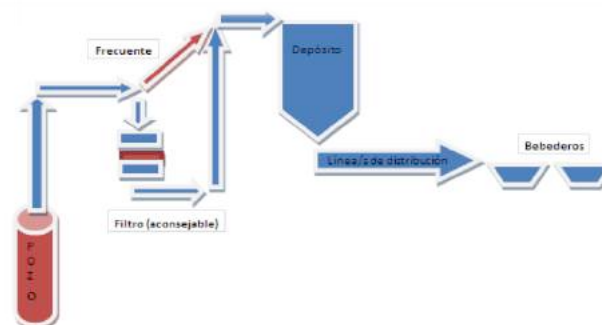 Frecuente
Depósito
Bebederos
Línea/s de distribución
Filtro (aconsejable)
POZO